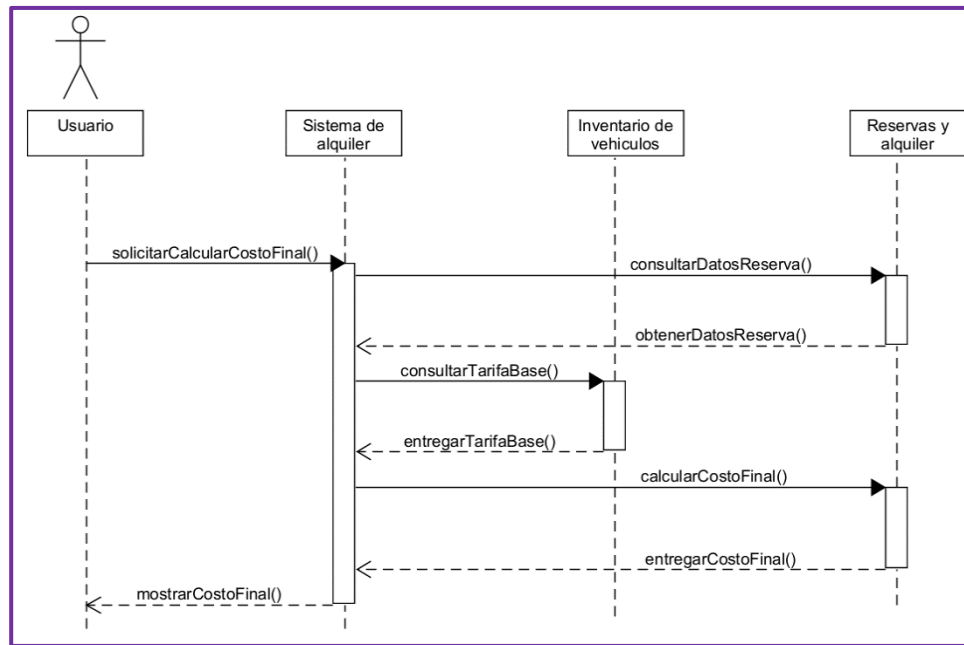 Usuario
Sistema de
alquiler
Inventario de
vehiculos
Reservas y
alquiler
solicitarCalcularCostoFinal()
consultarDatosReserva()
obtenerDatosReserva()
consultarTarifaBase()
entregarTarifaBase()
calcularCostoFinal()
entregarCostoFinal()
mostrarCostoFinal()